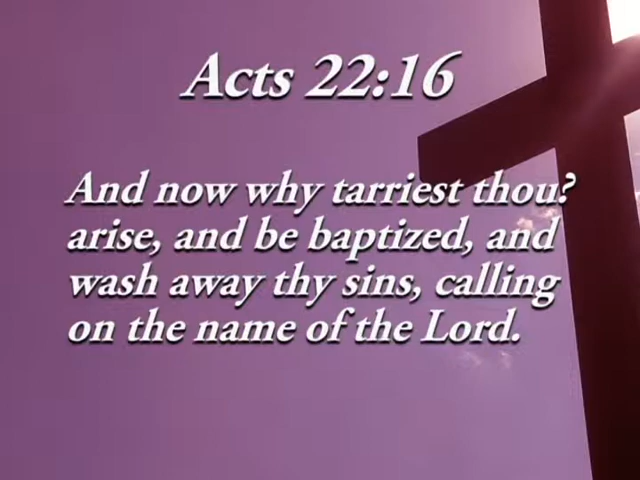 Acts 22:16
And now why tarriest thou?
arise, and be baptized, and
wash away thy sins, calling
on the name of the Lord.